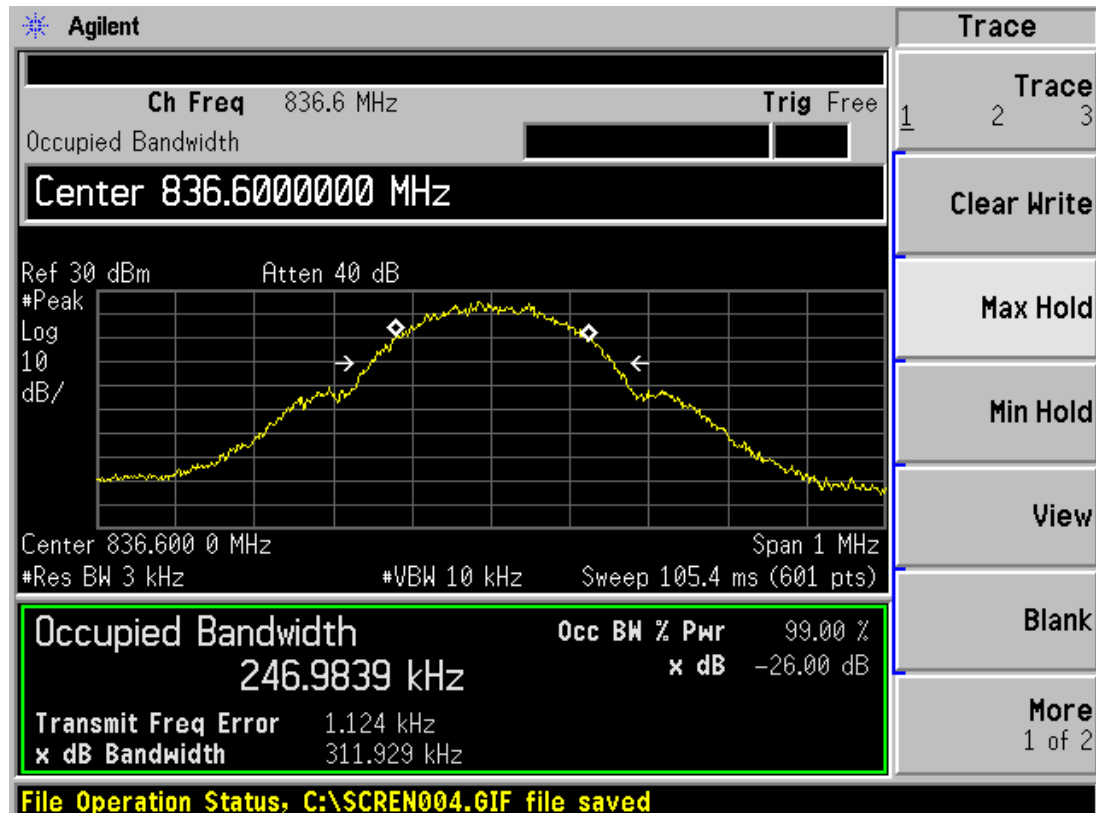 Agilent
Trace
Ch Freq 836.6 MHz Trig Free
Occupied Bandwidth
Center 836.6000000 MHz
Ref 30 dBm Atten 40 dB
#Peak
Log
10
dB/
Center 836.600 0 MHz Span 1 MHz
#Res BW 3 kHz #VBW 10 kHz Sweep 105.4 ms (601 pts)
Occupied Bandwidth Occ BW % Pwr 99.00 %
246.9839 kHz x dB -26.00 dB
Transmit Freq Error 1.124 kHz
x dB Bandwidth 311.929 kHz
File Operation Status, C:\SCREN004.GIF file saved
Trace
1 2 3
Clear Write
Max Hold
Min Hold
View
Blank
More
1 of 2